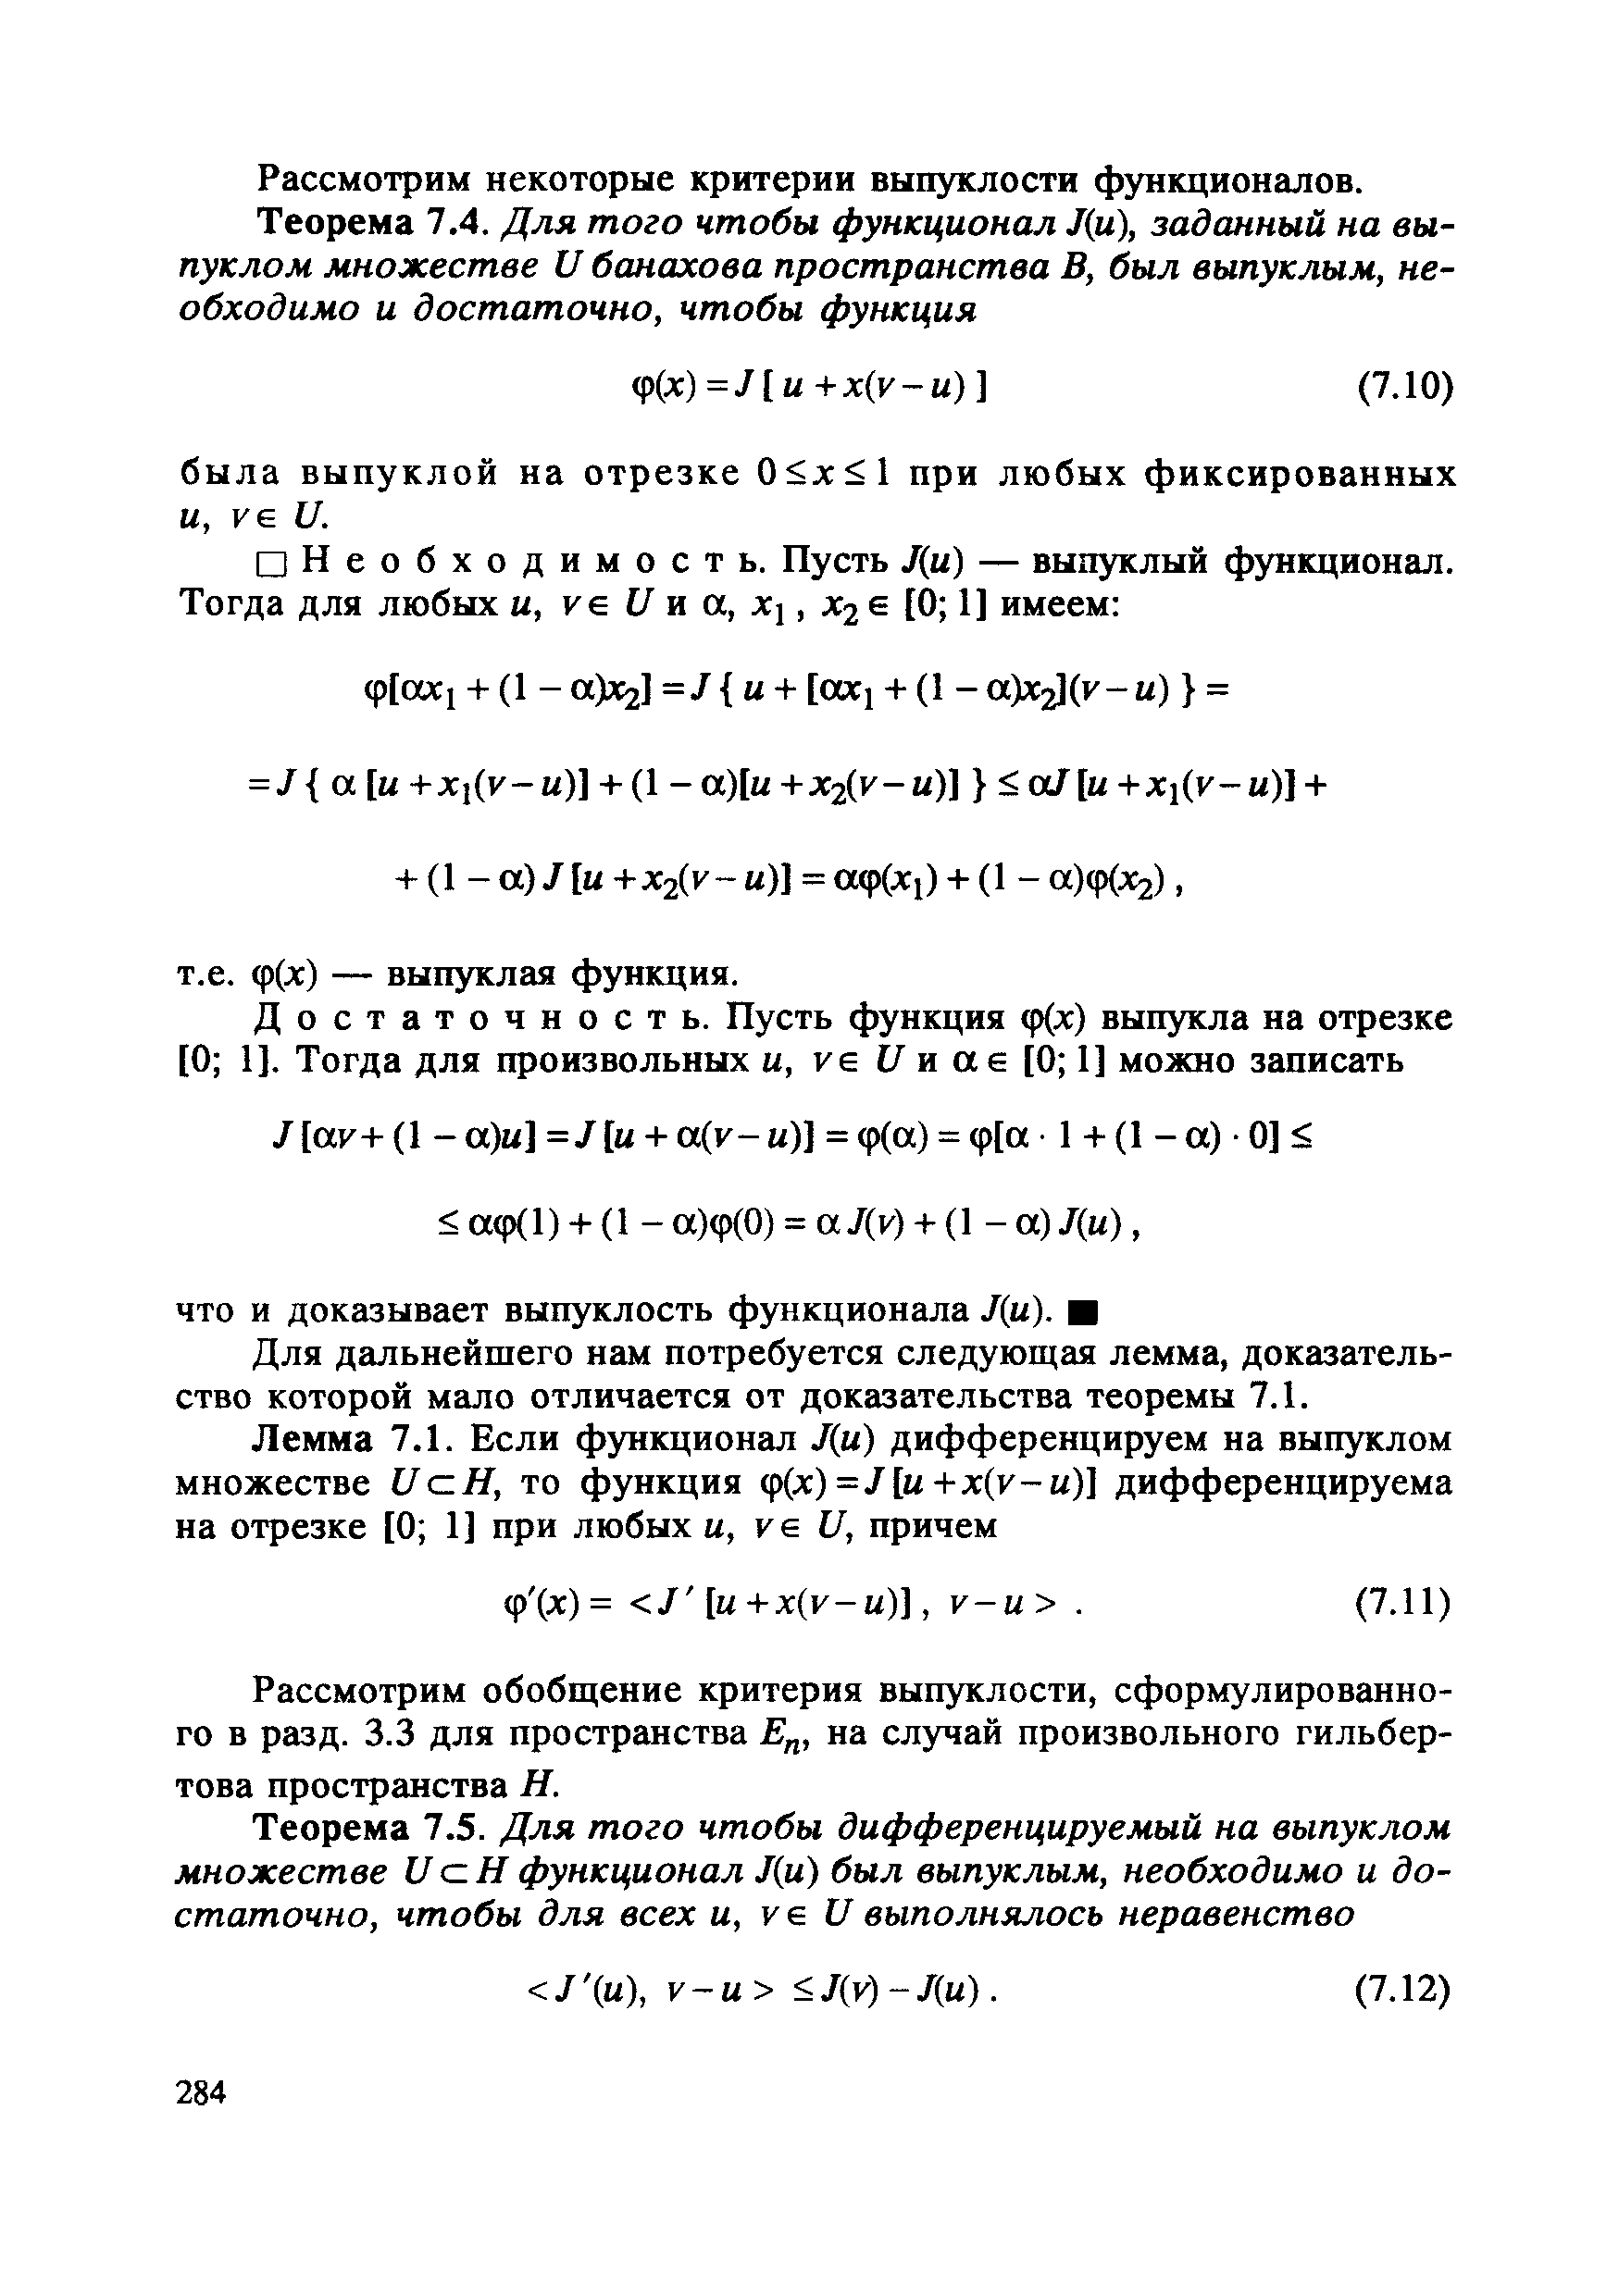 Рассмотрим некоторые критерии выпуклости функционалов.
Теорема 7.4. Для того чтобы функционал J(u), заданный на вы-
пуклом множестве U банахова пространства B, был выпуклым, не-
обходимо и достаточно, чтобы функция
φ(x) = J [ u + x(v − u) ] (7.10)
была выпуклой на отрезке 0 ≤ x ≤ 1 при любых фиксированных
u, v ∈ U.
□ Н е о б х о д и м о с т ь. Пусть J(u) — выпуклый функционал.
Тогда для любых u, v ∈ U и α, x₁ , x₂ ∈ [0; 1] имеем:
φ[αx₁ + (1 − α)x₂] = J { u + [αx₁ + (1 − α)x₂](v − u) } =
= J { α [u + x₁(v − u)] + (1 − α)[u + x₂(v − u)] } ≤ αJ [u + x₁(v − u)] +
+ (1 − α) J [u + x₂(v − u)] = αφ(x₁) + (1 − α)φ(x₂) ,
т.е. φ(x) — выпуклая функция.
Д о с т а т о ч н о с т ь. Пусть функция φ(x) выпукла на отрезке
[0; 1]. Тогда для произвольных u, v ∈ U и α ∈ [0; 1] можно записать
J [αv + (1 − α)u] = J [u + α(v − u)] = φ(α) = φ[α · 1 + (1 − α) · 0] ≤
≤ αφ(1) + (1 − α)φ(0) = α J(v) + (1 − α) J(u) ,
что и доказывает выпуклость функционала J(u). ■
Для дальнейшего нам потребуется следующая лемма, доказатель-
ство которой мало отличается от доказательства теоремы 7.1.
Лемма 7.1. Если функционал J(u) дифференцируем на выпуклом
множестве U ⊂ H, то функция φ(x) = J [u + x(v − u)] дифференцируема
на отрезке [0; 1] при любых u, v ∈ U, причем
φ′(x) = < J ′ [u + x(v − u)] , v − u > . (7.11)
Рассмотрим обобщение критерия выпуклости, сформулированно-
го в разд. 3.3 для пространства Eₙ, на случай произвольного гильбер-
това пространства H.
Теорема 7.5. Для того чтобы дифференцируемый на выпуклом
множестве U ⊂ H функционал J(u) был выпуклым, необходимо и до-
статочно, чтобы для всех u, v ∈ U выполнялось неравенство
< J ′(u), v − u > ≤ J(v) − J(u) . (7.12)
284